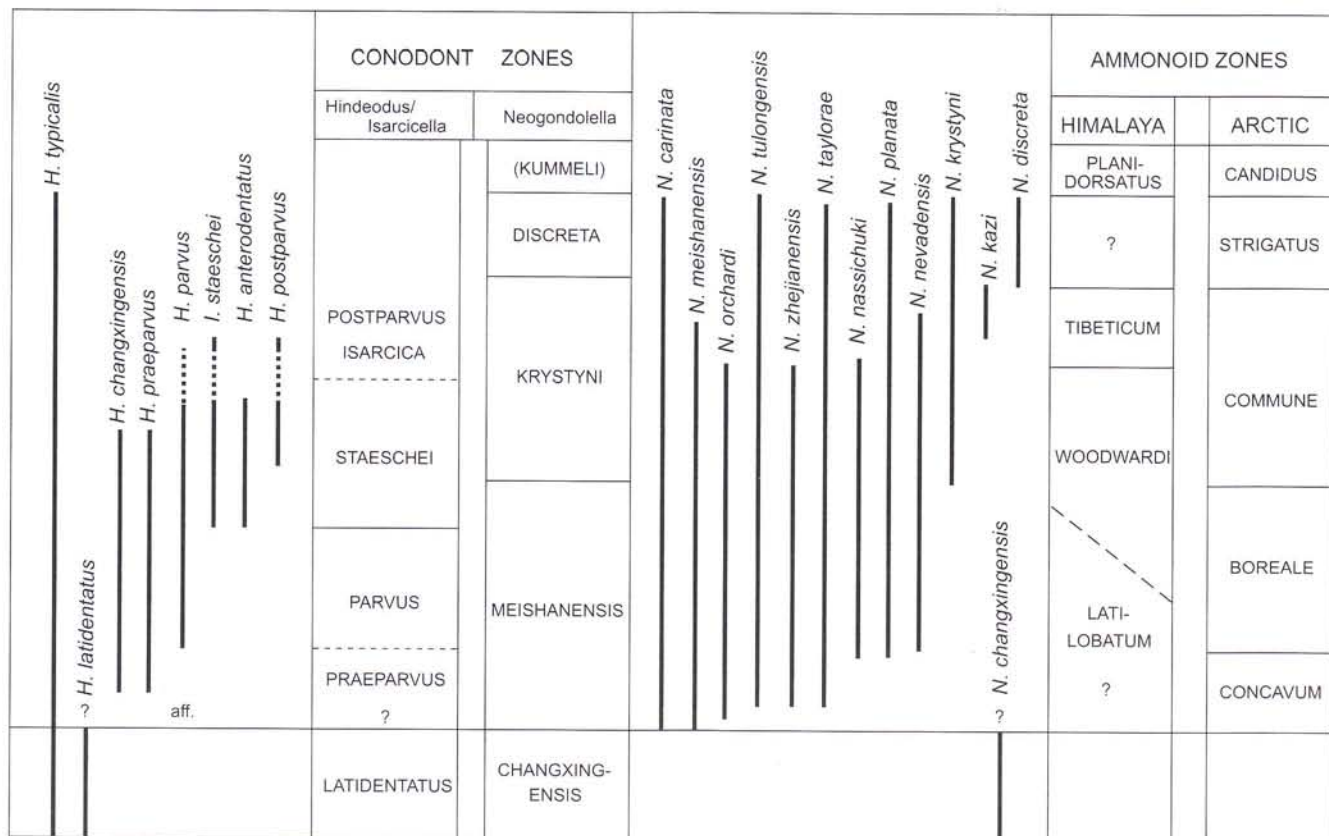 CONODONT ZONES
AMMONOID ZONES
Hindeodus/
Isarcicella
Neogondolella
HIMALAYA
ARCTIC
H. typicalis
H. latidentatus
?
H. changxingensis
H. praeparvus
H. parvus
aff.
I. staeschei
H. anterodentatus
H. postparvus
POSTPARVUS
ISARCICA
STAESCHEI
PARVUS
PRAEPARVUS
?
LATIDENTATUS
(KUMMELI)
DISCRETA
KRYSTYNI
MEISHANENSIS
CHANGXING-
ENSIS
N. carinata
N. meishanensis
N. orchardi
N. tulongensis
N. zhejianensis
N. taylorae
N. nassichuki
N. planata
N. nevadensis
N. krystyni
N. kazi
N. discreta
N. changxingensis
?
PLANI-
DORSATUS
?
TIBETICUM
WOODWARDI
LATI-
LOBATUM
?
CANDIDUS
STRIGATUS
COMMUNE
BOREALE
CONCAVUM